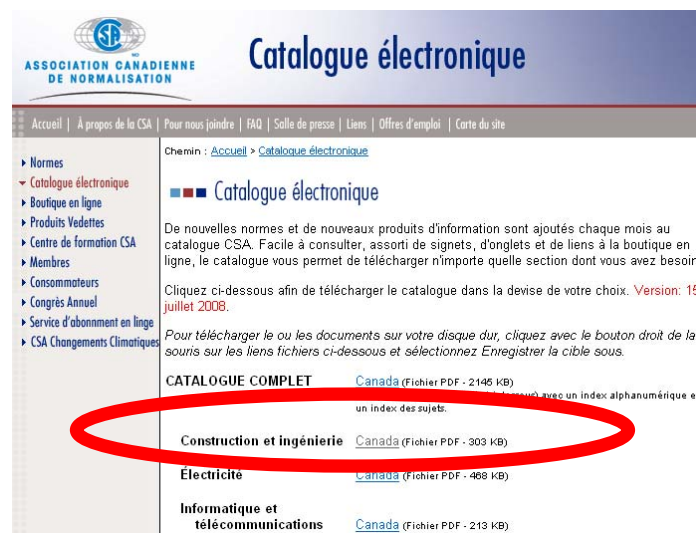 ASSOCIATION CANADIENNE
DE NORMALISATION
Catalogue électronique
Accueil | À propos de la CSA | Pour nous joindre | FAQ | Salle de presse | Liens | Offres d'emploi | Carte du site
Chemin : Accueil > Catalogue électronique
Normes
Catalogue électronique
Boutique en ligne
Produits Vedettes
Centre de formation CSA
Membres
Consommateurs
Congrès Annuel
Service d'abonnment en linge
CSA Changements Climatiques
Catalogue électronique
De nouvelles normes et de nouveaux produits d'information sont ajoutés chaque mois au
catalogue CSA. Facile à consulter, assorti de signets, d'onglets et de liens à la boutique en
ligne, le catalogue vous permet de télécharger n'importe quelle section dont vous avez besoin
Cliquez ci-dessous afin de télécharger le catalogue dans la devise de votre choix. Version: 15
juillet 2008.
Pour télécharger le ou les documents sur votre disque dur, cliquez avec le bouton droit de la
souris sur les liens fichiers ci-dessous et sélectionnez Enregistrer la cible sous.
CATALOGUE COMPLET Canada (Fichier PDF - 2145 KB)
avec un index alphanumérique e
un index des sujets.
Construction et ingénierie Canada (Fichier PDF - 303 KB)
Électricité Canada (Fichier PDF - 468 KB)
Informatique et
télécommunications Canada (Fichier PDF - 213 KB)